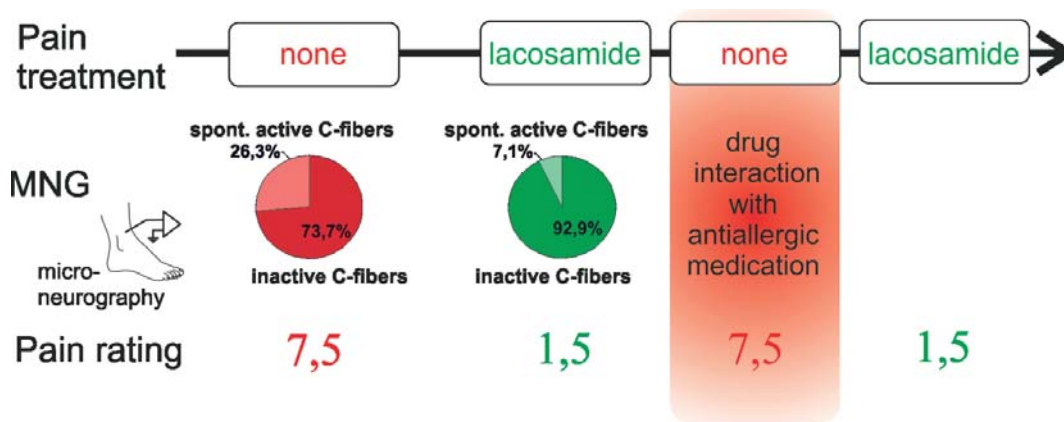 Pain
treatment
none
lacosamide
none
lacosamide
spont. active C-fibers
26,3%
73,7%
inactive C-fibers
spont. active C-fibers
7,1%
92,9%
inactive C-fibers
drug
interaction
with
antiallergic
medication
MNG
micro-
neurography
Pain rating
7,5
1,5
7,5
1,5